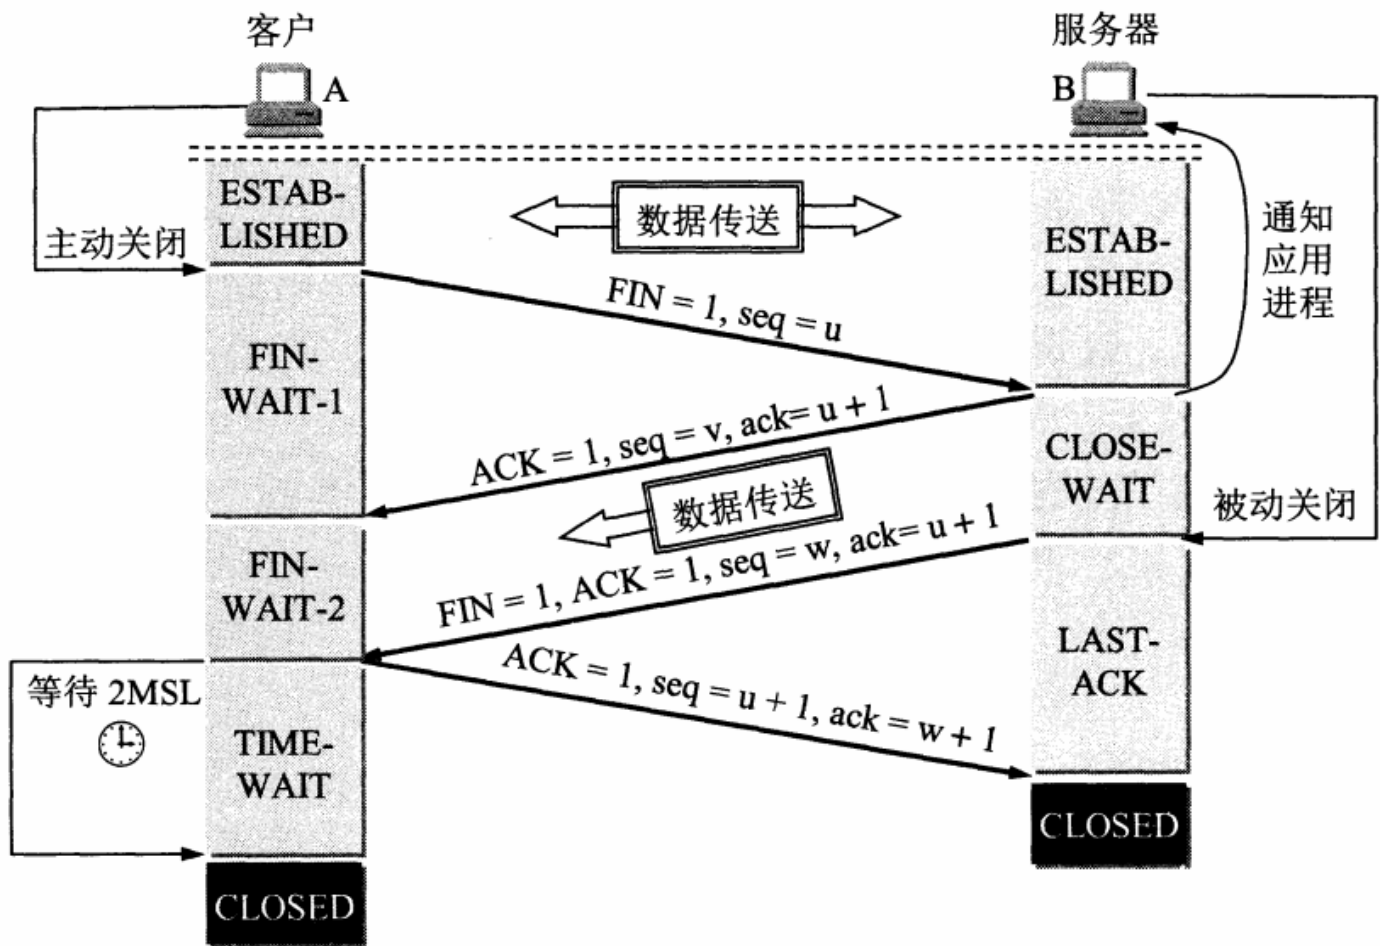 客户
服务器
A
B
ESTAB-
LISHED
数据传送
ESTAB-
LISHED
通知
应用
进程
主动关闭
FIN = 1, seq = u
FIN-
WAIT-1
ACK = 1, seq = v, ack= u + 1
CLOSE-
WAIT
数据传送
被动关闭
FIN-
WAIT-2
FIN = 1, ACK = 1, seq = w, ack= u + 1
LAST-
ACK
ACK = 1, seq = u + 1, ack = w + 1
等待 2MSL
TIME-
WAIT
CLOSED
CLOSED